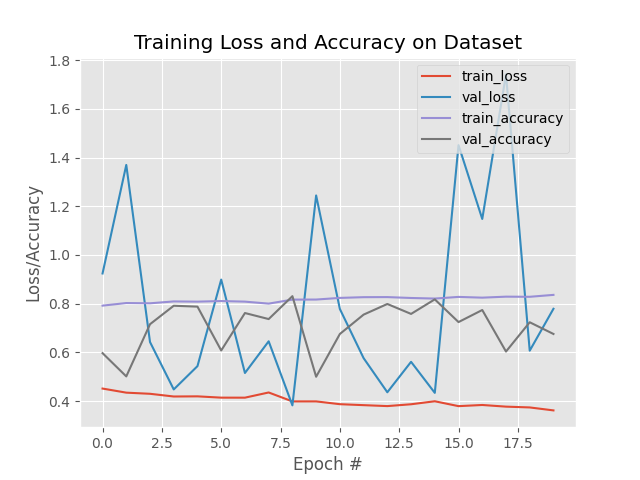 Training Loss and Accuracy on Dataset
train_loss
val_loss
train_accuracy
val_accuracy
1.8
1.6
1.4
1.2
1.0
0.8
0.6
0.4
Loss/Accuracy
0.0 2.5 5.0 7.5 10.0 12.5 15.0 17.5
Epoch #